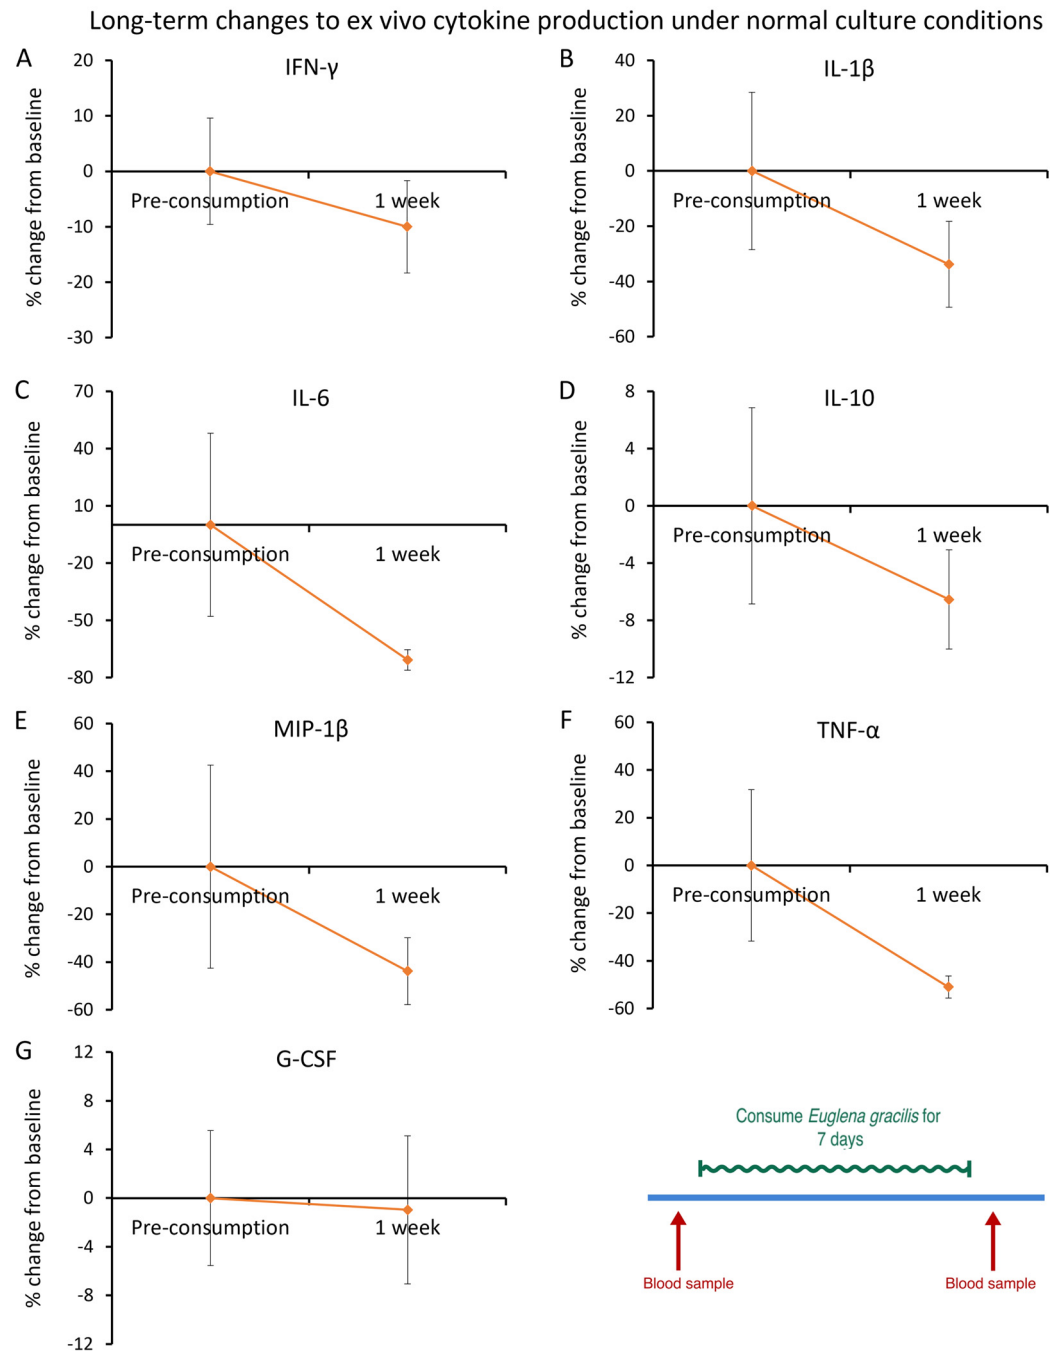 Long-term changes to ex vivo cytokine production under normal culture conditions
A
IFN-γ
% change from baseline
20
10
0
-10
-20
-30
Pre-consumption
1 week
B
IL-1β
% change from baseline
40
20
0
-20
-40
-60
Pre-consumption
1 week
C
IL-6
% change from baseline
70
40
10
-20
-50
-80
Pre-consumption
1 week
D
IL-10
% change from baseline
8
4
0
-4
-8
-12
Pre-consumption
1 week
E
MIP-1β
% change from baseline
60
40
20
0
-20
-40
-60
Pre-consumption
1 week
F
TNF-α
% change from baseline
60
40
20
0
-20
-40
-60
Pre-consumption
1 week
G
G-CSF
% change from baseline
12
8
4
0
-4
-8
-12
Pre-consumption
1 week
Consume Euglena gracilis for
7 days
Blood sample
Blood sample